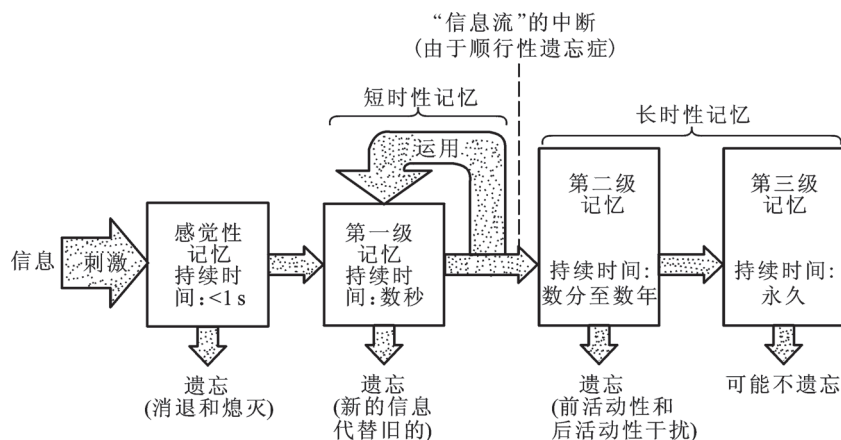 “信息流”的中断
(由于顺行性遗忘症)
短时性记忆
长时性记忆
运用
信息
刺激
感觉性
记忆
持续时
间:<1 s
第一级
记忆
持续时
间:数秒
第二级
记忆
持续时间:
数分至数年
第三级
记忆
持续时间:
永久
遗忘
(消退和熄灭)
遗忘
(新的信息
代替旧的)
遗忘
(前活动性和
后活动性干扰)
可能不遗忘